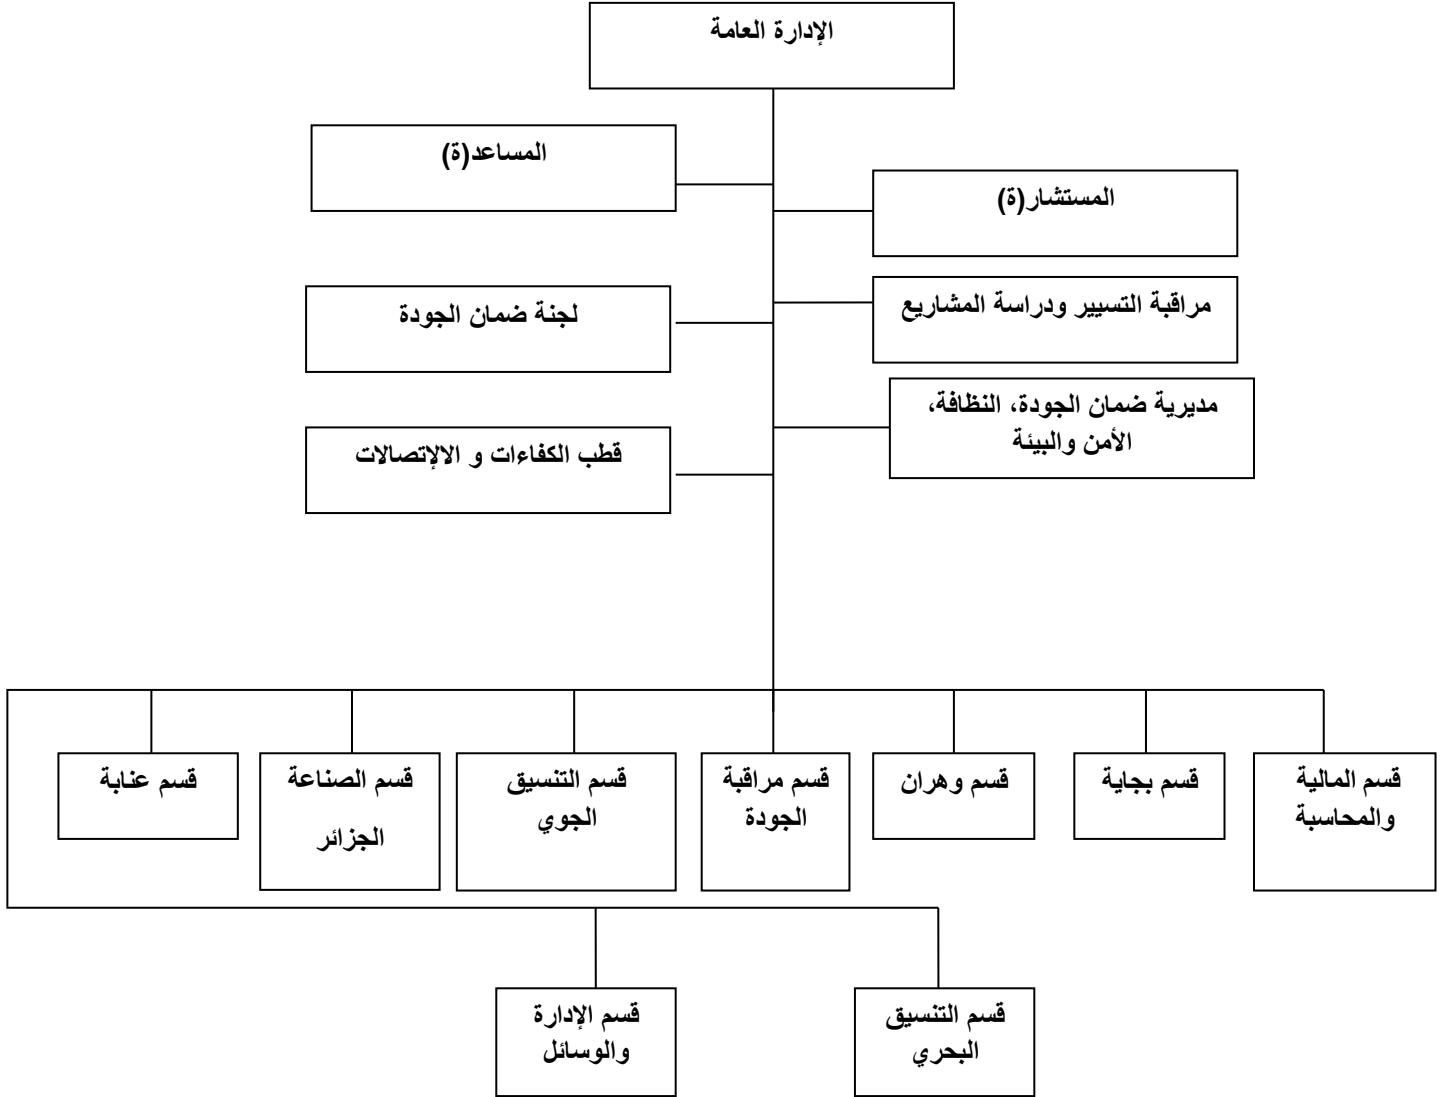 الإدارة العامة
المساعد(ة)
المستشار(ة)
مراقبة التسيير ودراسة المشاريع
لجنة ضمان الجودة
مديرية ضمان الجودة، النظافة،
الأمن والبيئة
قطب الكفاءات و الالإتصالات
قسم المالية
والمحاسبة
قسم بجاية
قسم وهران
قسم مراقبة
الجودة
قسم التنسيق
الجوي
قسم الصناعة
الجزائر
قسم عنابة
قسم التنسيق
البحري
قسم الإدارة
والوسائل